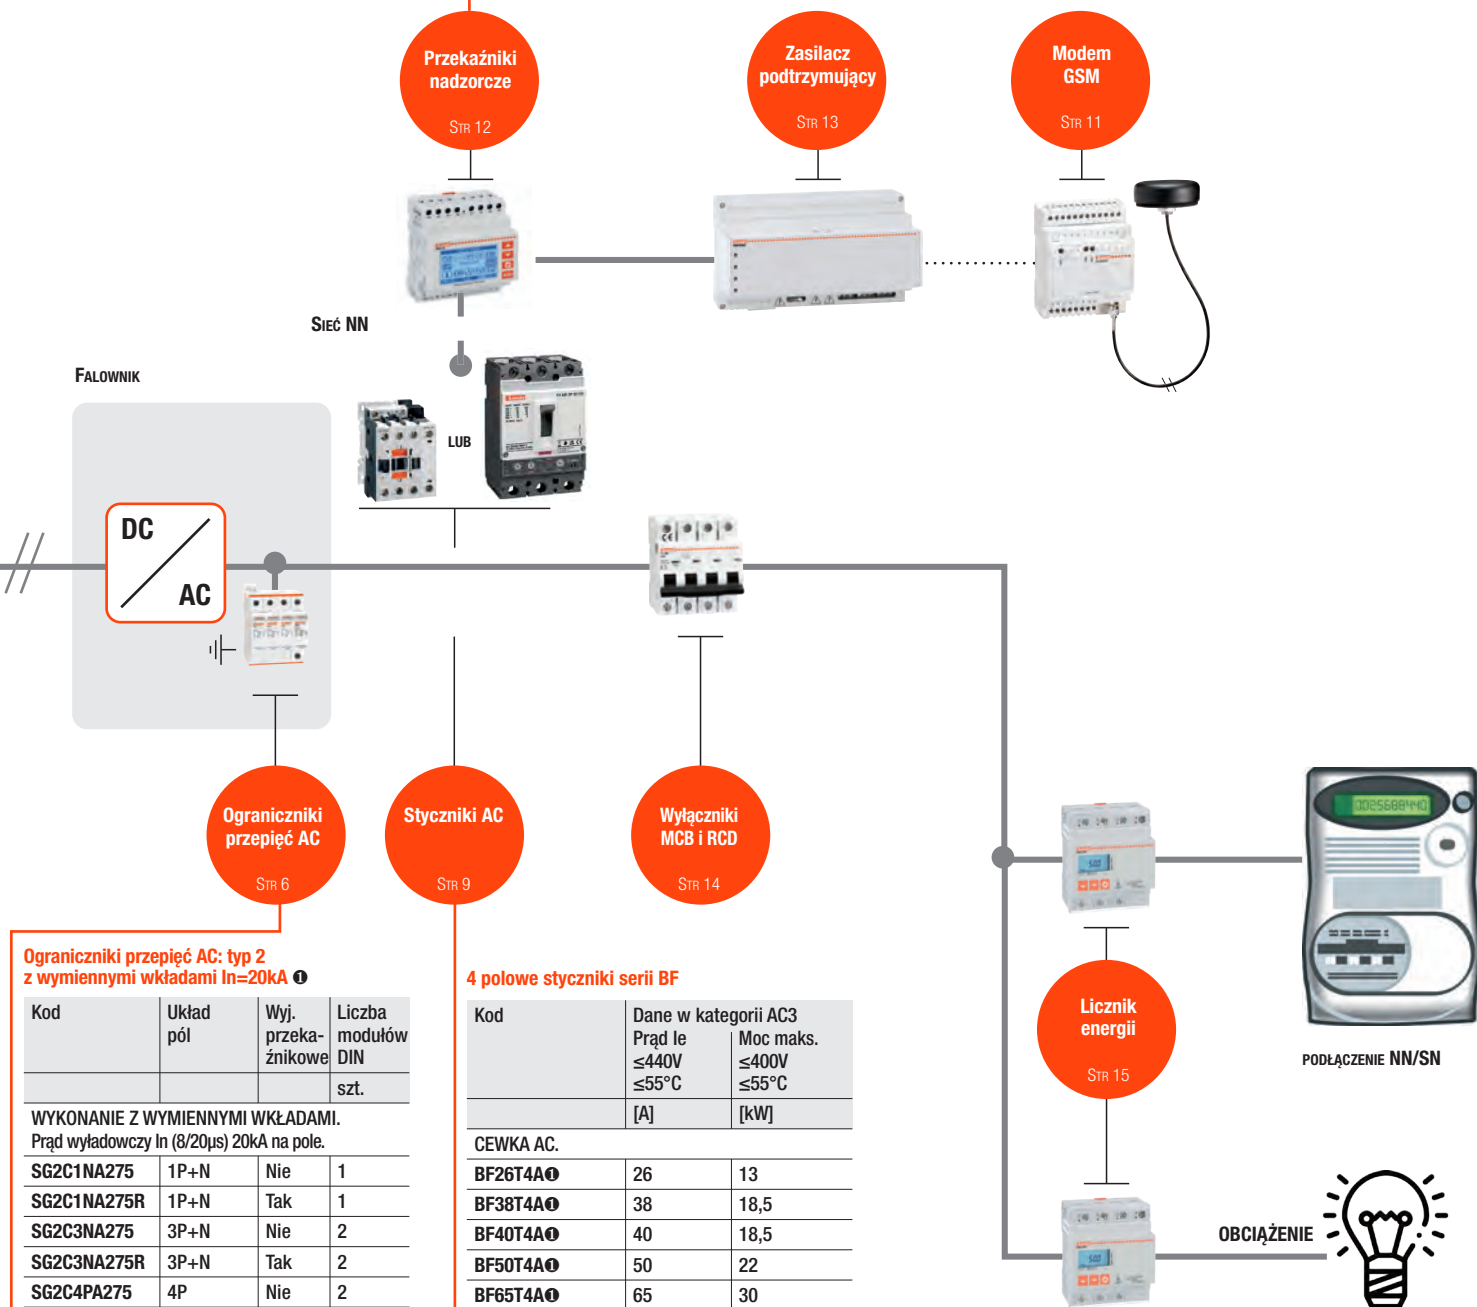 Przekaźniki
nadzorcze
STR 12
Zasilacz
podtrzymujący
STR 13
Modem
GSM
STR 11
SIEĆ NN
FALOWNIK
LUB
DC
AC
Ograniczniki
przepięć AC
STR 6
Styczniki AC
STR 9
Wyłączniki
MCB i RCD
STR 14
Licznik
energii
STR 15
PODŁĄCZENIE NN/SN
OBCIĄŻENIE
Ograniczniki przepięć AC: typ 2
z wymiennymi wkładami In=20kA ❶
Kod Układ pól Wyj. przeka-źnikowe Liczba modułów DIN
szt.
WYKONANIE Z WYMIENNYMI WKŁADAMI.
Prąd wyładowczy In (8/20µs) 20kA na pole.
SG2C1NA275 1P+N Nie 1
SG2C1NA275R 1P+N Tak 1
SG2C3NA275 3P+N Nie 2
SG2C3NA275R 3P+N Tak 2
SG2C4PA275 4P Nie 2
4 polowe styczniki serii BF
Kod Dane w kategorii AC3
Prąd Ie Moc maks.
≤440V ≤400V
≤55°C ≤55°C
[A] [kW]
CEWKA AC.
BF26T4A❶ 26 13
BF38T4A❶ 38 18,5
BF40T4A❶ 40 18,5
BF50T4A❶ 50 22
BF65T4A❶ 65 30